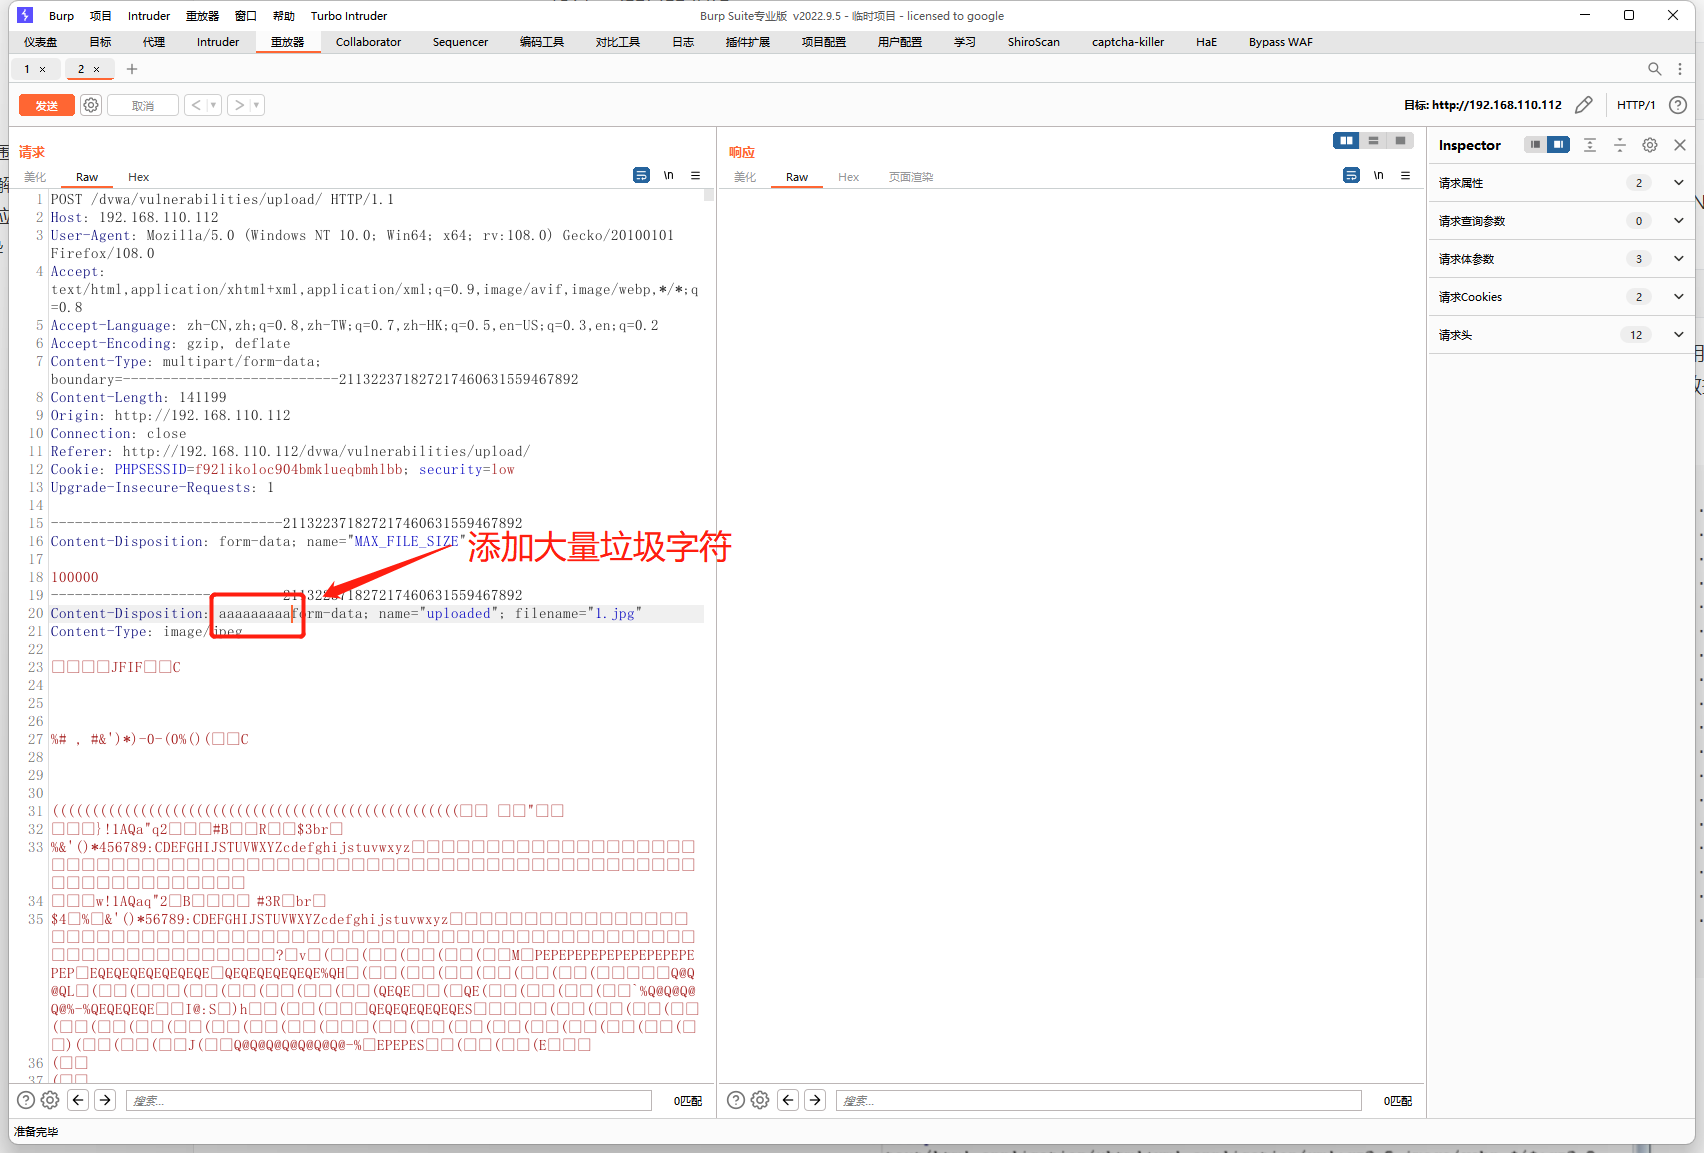 Burp 项目 Intruder 重放器 窗口 帮助 Turbo Intruder
Burp Suite专业版 v2022.9.5 - 临时项目 - licensed to google
仪表盘 目标 代理 Intruder 重放器 Collaborator Sequencer 编码工具 对比工具 日志 插件扩展 项目配置 用户配置 学习 ShiroScan captcha-killer HaE Bypass WAF
1 × 2 × +
发送 取消 < >
目标: http://192.168.110.112 HTTP/1
请求
美化 Raw Hex \n
1 POST /dvwa/vulnerabilities/upload/ HTTP/1.1
2 Host: 192.168.110.112
3 User-Agent: Mozilla/5.0 (Windows NT 10.0; Win64; x64; rv:108.0) Gecko/20100101
Firefox/108.0
4 Accept:
text/html,application/xhtml+xml,application/xml;q=0.9,image/avif,image/webp,*/*;q
=0.8
5 Accept-Language: zh-CN,zh;q=0.8,zh-TW;q=0.7,zh-HK;q=0.5,en-US;q=0.3,en;q=0.2
6 Accept-Encoding: gzip, deflate
7 Content-Type: multipart/form-data;
boundary=---------------------------211322371827217460631559467892
8 Content-Length: 141199
9 Origin: http://192.168.110.112
10 Connection: close
11 Referer: http://192.168.110.112/dvwa/vulnerabilities/upload/
12 Cookie: PHPSESSID=f92likoloc904bmklueqbmhlbb; security=low
13 Upgrade-Insecure-Requests: 1
14
15 -----------------------------211322371827217460631559467892
16 Content-Disposition: form-data; name="MAX_FILE_SIZE"
添加大量垃圾字符
17
18 100000
19 -----------------------------211322371827217460631559467892
20 Content-Disposition: aaaaaaaaaform-data; name="uploaded"; filename="1.jpg"
21 Content-Type: image/jpeg
22
23 □□□□JFIF□□C
24
25
26
27 %# , #&')*)-0-(0%()(□□C
28
29
30
31
32 □□□}!1AQa"q2□□□#B□□R□□$3br□
33 %&'()*456789:CDEFGHIJSTUVWXYZcdefghijstuvwxyz
34 □□□w!1AQaq"2□B□□□□ #3R□br□
35 $4□%□&'()*56789:CDEFGHIJSTUVWXYZcdefghijstuvwxyz
36 (□□
37 (□□
搜索... 0匹配
响应
美化 Raw Hex 页面渲染 \n
搜索... 0匹配
Inspector
请求属性 2
请求查询参数 0
请求体参数 3
请求Cookies 2
请求头 12
准备完毕